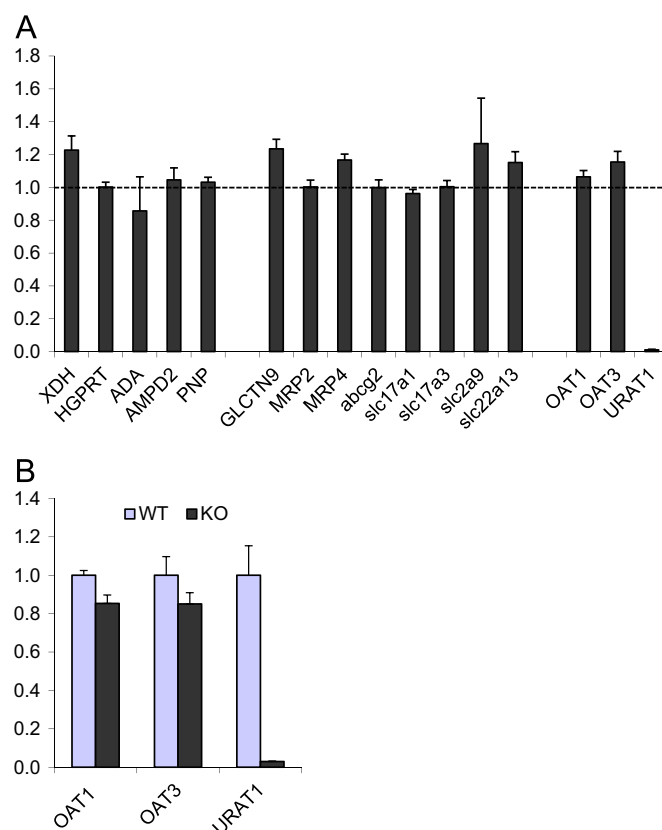 A
1.8
1.6
1.4
1.2
1.0
0.8
0.6
0.4
0.2
0.0
XDH
HGPRT
ADA
AMPD2
PNP
GLCTN9
MRP2
MRP4
abcg2
slc17a1
slc17a3
slc2a9
slc22a13
OAT1
OAT3
URAT1
B
WT KO
1.4
1.2
1.0
0.8
0.6
0.4
0.2
0.0
OAT1
OAT3
URAT1